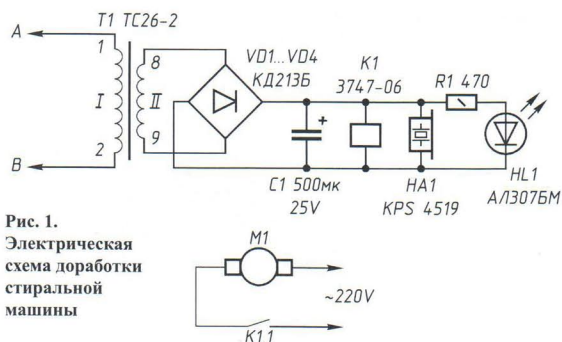 T1 TC26-2
A
1
8
VD1...VD4
КД213Б
K1
3747-06
R1 470
I
II
+
2
9
B
C1 500мк
25V
HA1
KPS 4519
HL1
АЛ307БМ
Рис. 1.
Электрическая
схема доработки
стиральной
машины
M1
~220V
K1.1